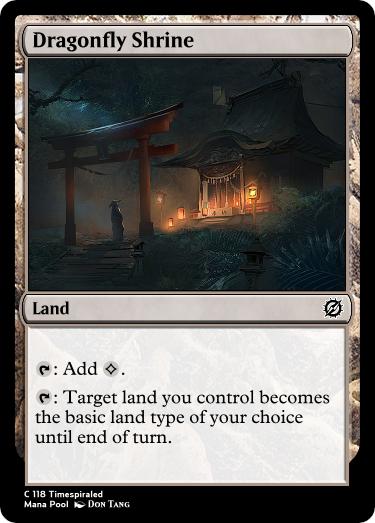 Dragonfly Shrine
Land
: Add .
: Target land you control becomes
the basic land type of your choice
until end of turn.
C 118 Timespiraled
Mana Pool DON TANG